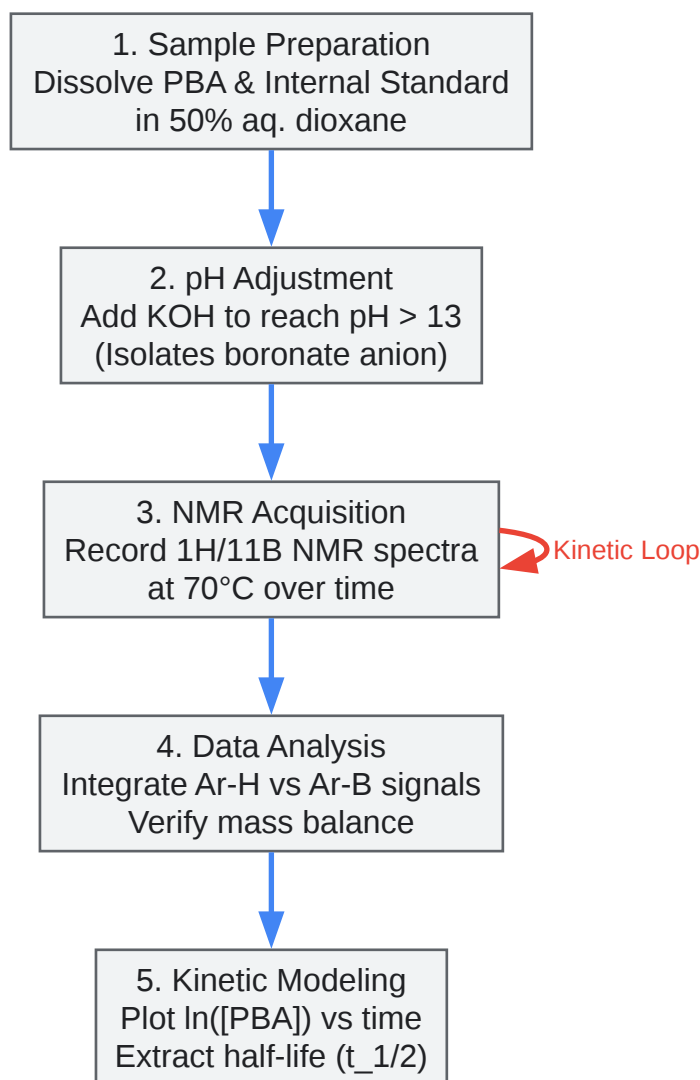 1. Sample Preparation
Dissolve PBA & Internal Standard
in 50% aq. dioxane
2. pH Adjustment
Add KOH to reach pH > 13
(Isolates boronate anion)
3. NMR Acquisition
Record 1H/11B NMR spectra
at 70°C over time
Kinetic Loop
4. Data Analysis
Integrate Ar-H vs Ar-B signals
Verify mass balance
5. Kinetic Modeling
Plot ln([PBA]) vs time
Extract half-life (t_1/2)